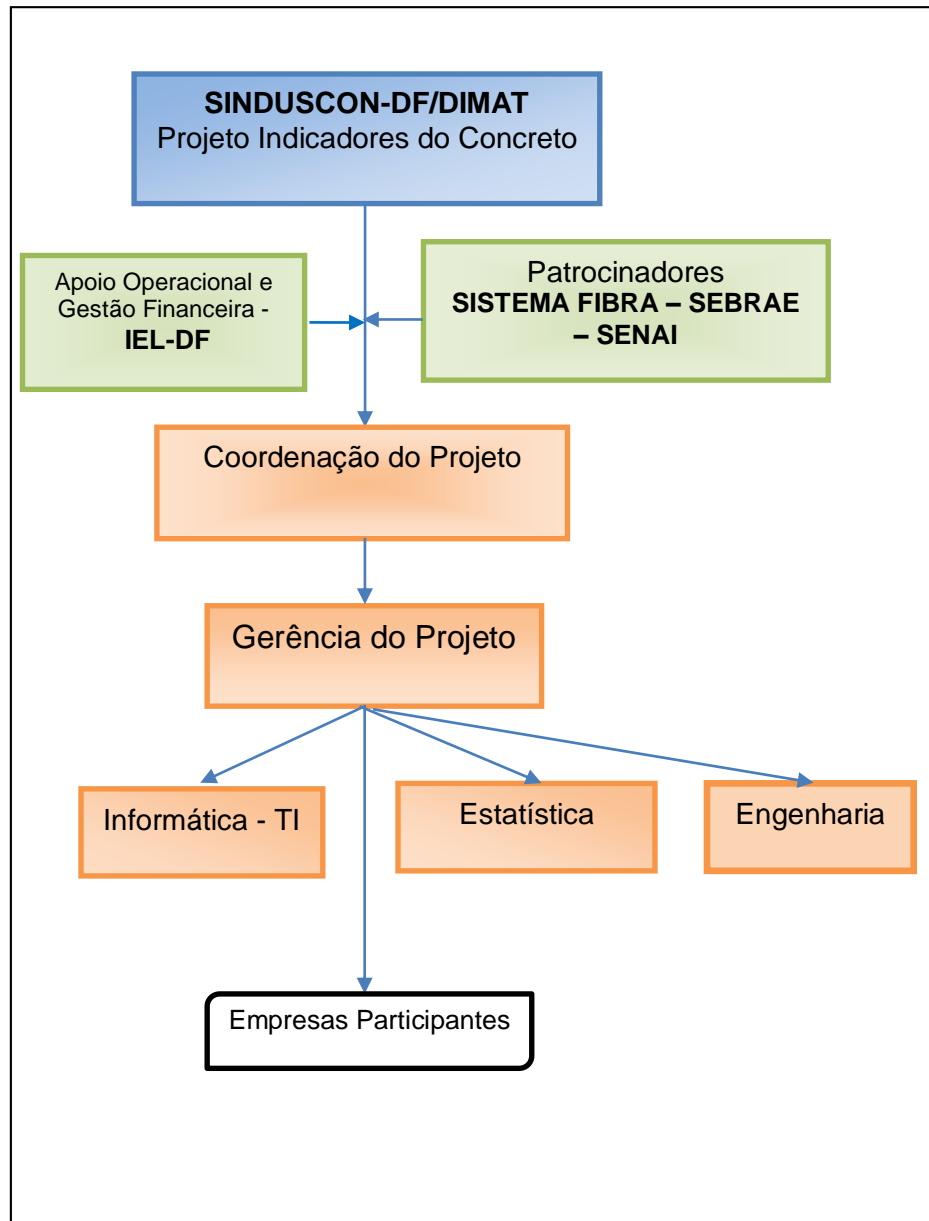 SINDUSCON-DF/DIMAT
Projeto Indicadores do Concreto
Apoio Operacional e
Gestão Financeira -
IEL-DF
Patrocinadores
SISTEMA FIBRA – SEBRAE
– SENAI
Coordenação do Projeto
Gerência do Projeto
Informática - TI
Estatística
Engenharia
Empresas Participantes